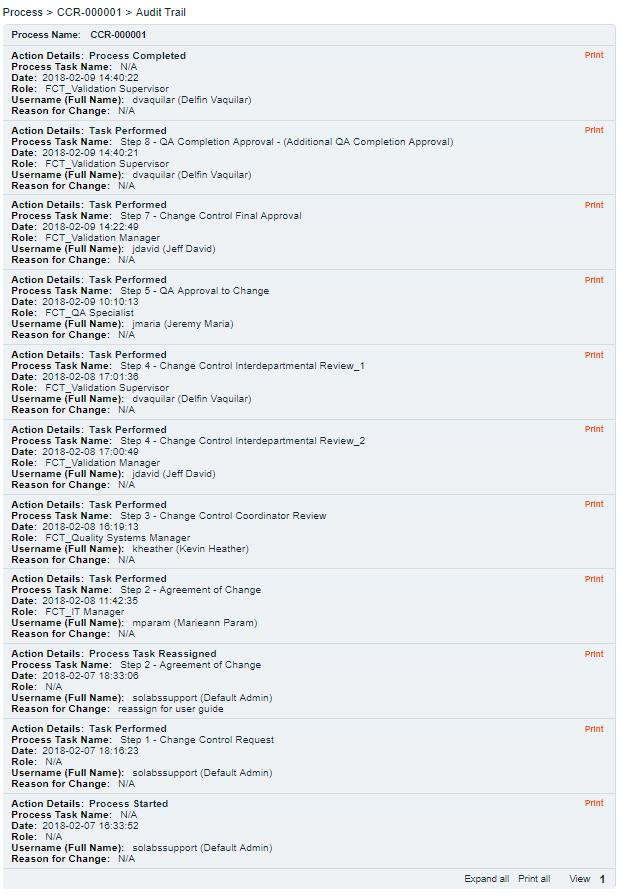 Process > CCR-000001 > Audit Trail
Process Name: CCR-000001
Action Details: Process Completed Print
Process Task Name: N/A
Date: 2018-02-09 14:40:22
Role: FCT_Validation Supervisor
Username (Full Name): dvaquilar (Delfin Vaquilar)
Reason for Change: N/A
Action Details: Task Performed Print
Process Task Name: Step 8 - QA Completion Approval - (Additional QA Completion Approval)
Date: 2018-02-09 14:40:21
Role: FCT_Validation Supervisor
Username (Full Name): dvaquilar (Delfin Vaquilar)
Reason for Change: N/A
Action Details: Task Performed Print
Process Task Name: Step 7 - Change Control Final Approval
Date: 2018-02-09 14:22:49
Role: FCT_Validation Manager
Username (Full Name): jdavid (Jeff David)
Reason for Change: N/A
Action Details: Task Performed Print
Process Task Name: Step 5 - QA Approval to Change
Date: 2018-02-09 10:10:13
Role: FCT_QA Specialist
Username (Full Name): jmaria (Jeremy Maria)
Reason for Change: N/A
Action Details: Task Performed Print
Process Task Name: Step 4 - Change Control Interdepartmental Review_1
Date: 2018-02-08 17:01:36
Role: FCT_Validation Supervisor
Username (Full Name): dvaquilar (Delfin Vaquilar)
Reason for Change: N/A
Action Details: Task Performed Print
Process Task Name: Step 4 - Change Control Interdepartmental Review_2
Date: 2018-02-08 17:00:49
Role: FCT_Validation Manager
Username (Full Name): jdavid (Jeff David)
Reason for Change: N/A
Action Details: Task Performed Print
Process Task Name: Step 3 - Change Control Coordinator Review
Date: 2018-02-08 16:19:13
Role: FCT_Quality Systems Manager
Username (Full Name): kheather (Kevin Heather)
Reason for Change: N/A
Action Details: Task Performed Print
Process Task Name: Step 2 - Agreement of Change
Date: 2018-02-08 11:42:35
Role: FCT_IT Manager
Username (Full Name): mparam (Marieann Param)
Reason for Change: N/A
Action Details: Process Task Reassigned Print
Process Task Name: Step 2 - Agreement of Change
Date: 2018-02-07 18:33:06
Role: N/A
Username (Full Name): solabssupport (Default Admin)
Reason for Change: reassign for user guide
Action Details: Task Performed Print
Process Task Name: Step 1 - Change Control Request
Date: 2018-02-07 18:16:23
Role: N/A
Username (Full Name): solabssupport (Default Admin)
Reason for Change: N/A
Action Details: Process Started Print
Process Task Name: N/A
Date: 2018-02-07 16:33:52
Role: N/A
Username (Full Name): solabssupport (Default Admin)
Reason for Change: N/A
Expand all Print all View 1